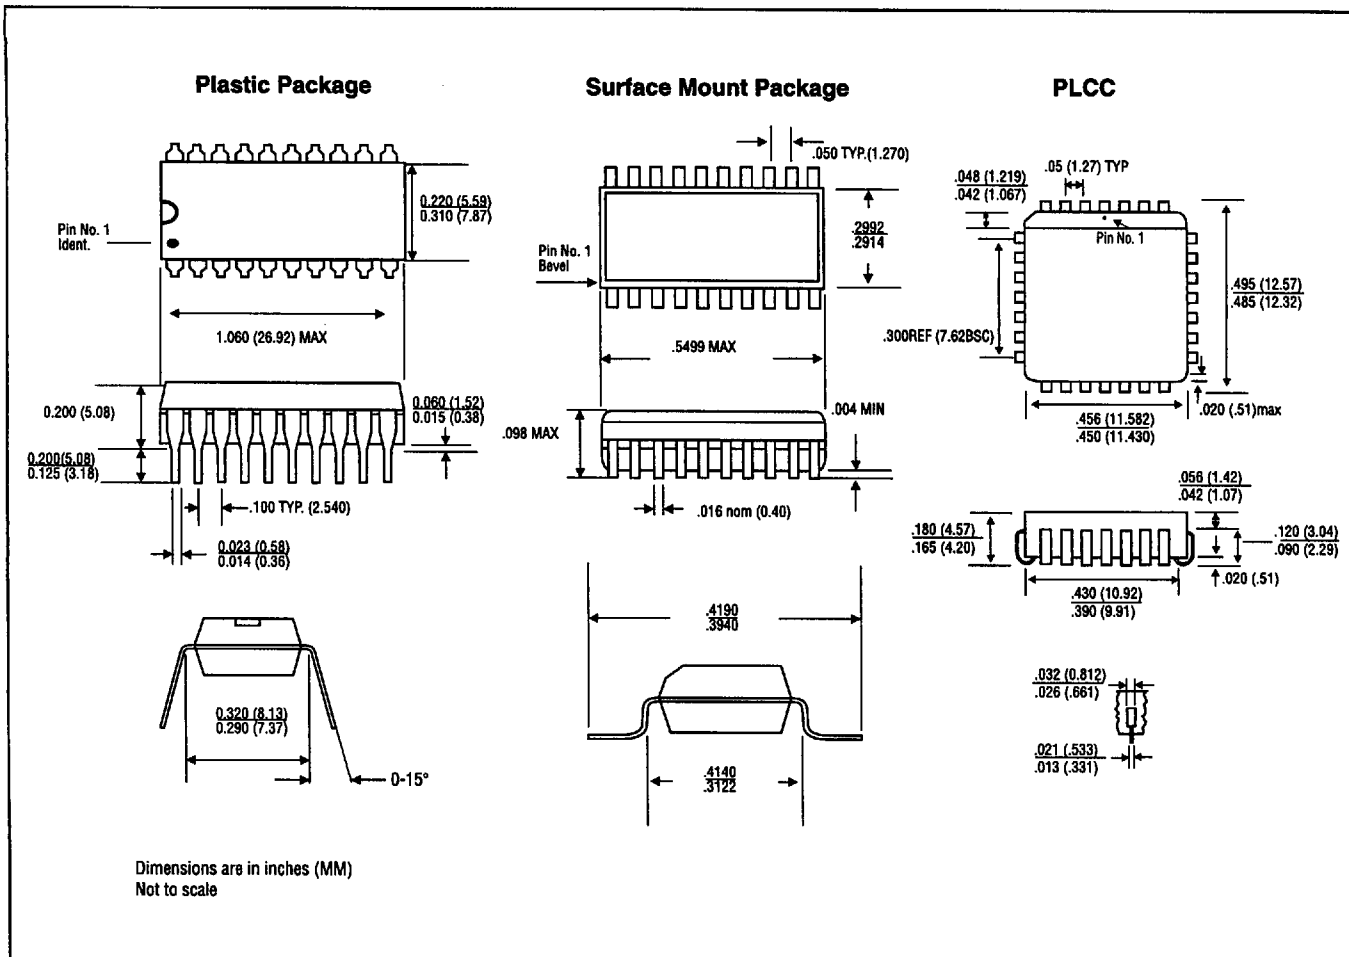 Plastic Package
Pin No. 1
Ident.
0.220 (5.59)
0.310 (7.87)
1.060 (26.92) MAX
0.200 (5.08)
0.060 (1.52)
0.015 (0.38)
0.200(5.08)
0.125 (3.18)
.100 TYP. (2.540)
0.023 (0.58)
0.014 (0.36)
0.320 (8.13)
0.290 (7.37)
0-15°
Dimensions are in inches (MM)
Not to scale
Surface Mount Package
.050 TYP.(1.270)
Pin No. 1
Bevel
.2992
.2914
.5499 MAX
.098 MAX
.004 MIN
.016 nom (0.40)
.4190
.3940
.4140
.3122
PLCC
.048 (1.219)
.042 (1.067)
.05 (1.27) TYP
Pin No. 1
.495 (12.57)
.485 (12.32)
.300REF (7.62BSC)
.020 (.51)max
.456 (11.582)
.450 (11.430)
.056 (1.42)
.042 (1.07)
.180 (4.57)
.165 (4.20)
.120 (3.04)
.090 (2.29)
.020 (.51)
.430 (10.92)
.390 (9.91)
.032 (0.812)
.026 (.661)
.021 (.533)
.013 (.331)